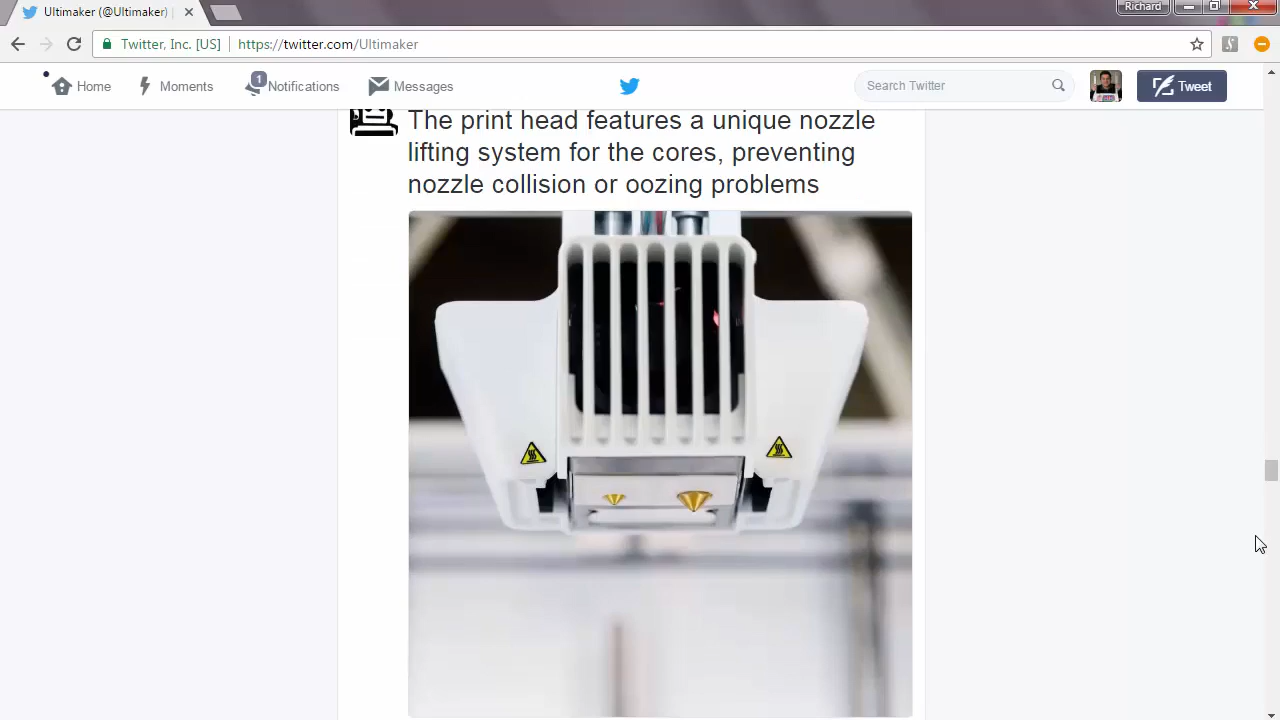 Ultimaker (@Ultimaker) |
Richard
Twitter, Inc. [US]
https://twitter.com/Ultimaker
Home
Moments
1
Notifications
Messages
Search Twitter
Tweet
The print head features a unique nozzle
lifting system for the cores, preventing
nozzle collision or oozing problems